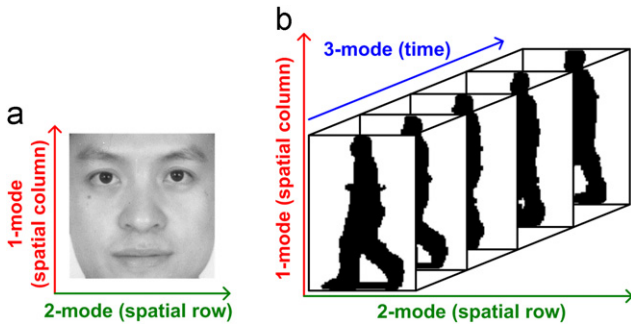 a
1-mode
(spatial column)
2-mode (spatial row)
b
1-mode (spatial column)
3-mode (time)
2-mode (spatial row)